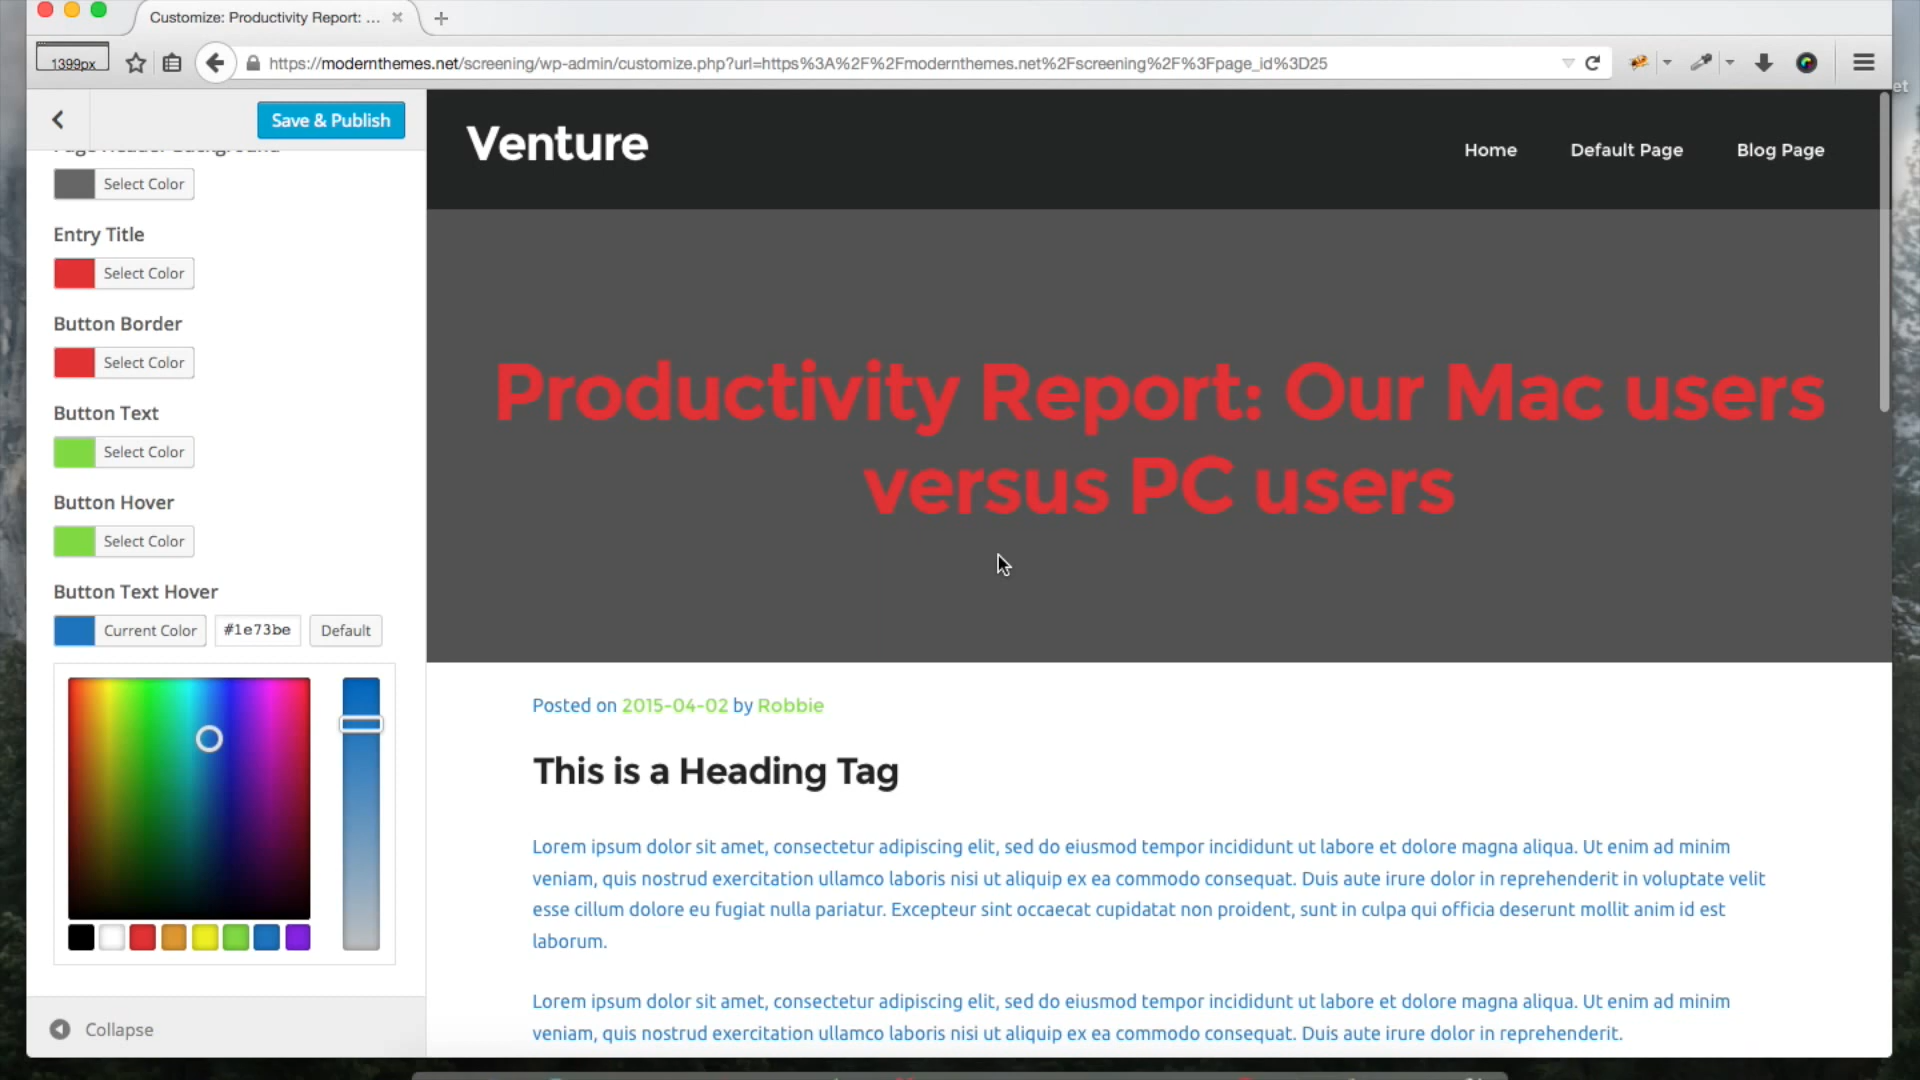 Customize: Productivity Report: ...
1399px
https://modernthemes.net/screening/wp-admin/customize.php?url=https%3A%2F%2Fmodernthemes.net%2Fscreening%2F%3Fpage_id%3D25
et
Save & Publish
Page Header Background
Select Color
Entry Title
Select Color
Button Border
Select Color
Button Text
Select Color
Button Hover
Select Color
Button Text Hover
Current Color #1e73be Default
Collapse
Venture
Home Default Page Blog Page
Productivity Report: Our Mac users
versus PC users
Posted on 2015-04-02 by Robbie
This is a Heading Tag
Lorem ipsum dolor sit amet, consectetur adipiscing elit, sed do eiusmod tempor incididunt ut labore et dolore magna aliqua. Ut enim ad minim
veniam, quis nostrud exercitation ullamco laboris nisi ut aliquip ex ea commodo consequat. Duis aute irure dolor in reprehenderit in voluptate velit
esse cillum dolore eu fugiat nulla pariatur. Excepteur sint occaecat cupidatat non proident, sunt in culpa qui officia deserunt mollit anim id est
laborum.
Lorem ipsum dolor sit amet, consectetur adipiscing elit, sed do eiusmod tempor incididunt ut labore et dolore magna aliqua. Ut enim ad minim
veniam, quis nostrud exercitation ullamco laboris nisi ut aliquip ex ea commodo consequat. Duis aute irure dolor in reprehenderit.